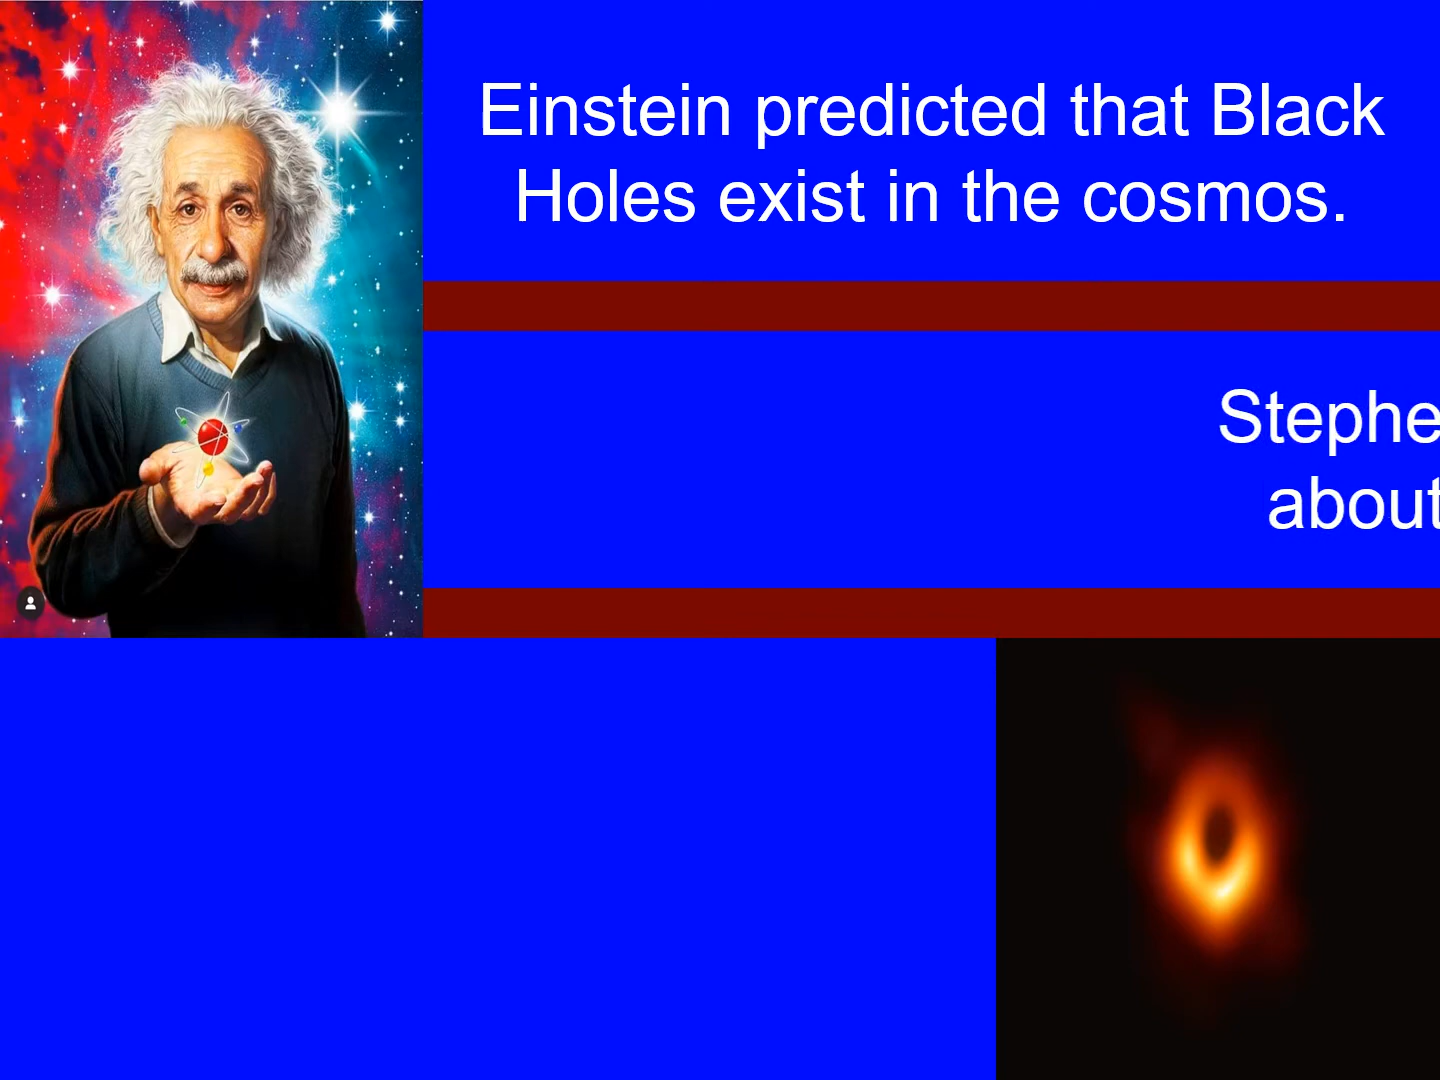 Einstein predicted that Black
Holes exist in the cosmos.
Stephe
about